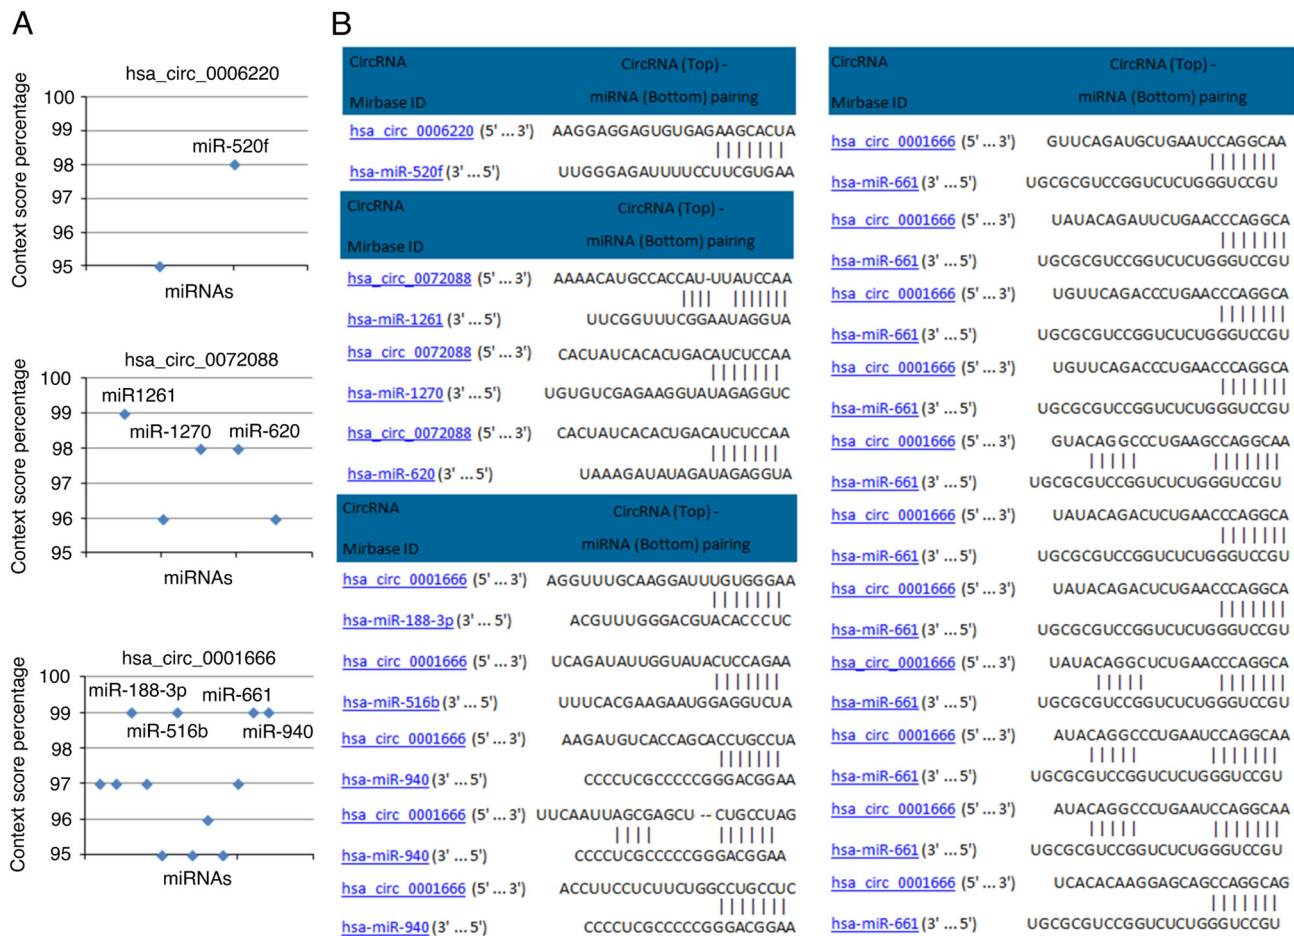 A
hsa_circ_0006220
Context score percentage
100
99
98
97
96
95
miR-520f
miRNAs
hsa_circ_0072088
Context score percentage
100
99
98
97
96
95
miR1261
miR-1270
miR-620
miRNAs
hsa_circ_0001666
Context score percentage
100
99
98
97
96
95
miR-188-3p
miR-661
miR-516b
miR-940
miRNAs
B
CircRNA CircRNA (Top) -
Mirbase ID miRNA (Bottom) pairing
hsa_circ_0006220 (5' ... 3') AAGGAGGAGUGUGAGAAGCACUA
hsa-miR-520f (3' ... 5') UUGGGAGAUUUUCCUUCGUGAA
CircRNA CircRNA (Top) -
Mirbase ID miRNA (Bottom) pairing
hsa_circ_0072088 (5' ... 3') AAAACAUGCCACCAU-UUAUCCAA
hsa-miR-1261 (3' ... 5') UUCGGUUUCGGAAUAGGUA
hsa_circ_0072088 (5' ... 3') CACUAUCACACUGACAUCUCCAA
hsa-miR-1270 (3' ... 5') UGUGUCGAGAAGGUAUAGAGGUC
hsa_circ_0072088 (5' ... 3') CACUAUCACACUGACAUCUCCAA
hsa-miR-620 (3' ... 5') UAAAGAUAUAGAUAGAGGUA
CircRNA CircRNA (Top) -
Mirbase ID miRNA (Bottom) pairing
hsa_circ_0001666 (5' ... 3') AGGUUUGCAAGGAUUUGUGGGAA
hsa-miR-188-3p (3' ... 5') ACGUUUGGGACGUACACCCUC
hsa_circ_0001666 (5' ... 3') UCAGAUAUUGGUAUACUCCAGAA
hsa-miR-516b (3' ... 5') UUUCACGAAGAAUGGAGGUCUA
hsa_circ_0001666 (5' ... 3') AAGAUGUCACCAGCACCUGCCUA
hsa-miR-940 (3' ... 5') CCCCUCGCCCCCGGGACGGAA
hsa_circ_0001666 (5' ... 3') UUCAAUUAGCGAGCU -- CUGCCUAG
hsa-miR-940 (3' ... 5') CCCCUCGCCCCCGGGACGGAA
hsa_circ_0001666 (5' ... 3') ACCUUCCUCUUCUGGCCUGCCUC
hsa-miR-940 (3' ... 5') CCCCUCGCCCCCGGGACGGAA
CircRNA CircRNA (Top) -
Mirbase ID miRNA (Bottom) pairing
hsa_circ_0001666 (5' ... 3') GUUCAGAUGCUGAAUCCAGGCAA
hsa-miR-661 (3' ... 5') UGCGCGUCCGGUCUCUGGGUCCGU
hsa_circ_0001666 (5' ... 3') UAUACAGAUUCUGAACCCAGGCA
hsa-miR-661 (3' ... 5') UGCGCGUCCGGUCUCUGGGUCCGU
hsa_circ_0001666 (5' ... 3') UGUUCAGACCCUGAACCCAGGCA
hsa-miR-661 (3' ... 5') UGCGCGUCCGGUCUCUGGGUCCGU
hsa_circ_0001666 (5' ... 3') UGUUCAGACCCUGAACCCAGGCA
hsa-miR-661 (3' ... 5') UGCGCGUCCGGUCUCUGGGUCCGU
hsa_circ_0001666 (5' ... 3') GUACAGGCCCUGAAGCCAGGCAA
hsa-miR-661 (3' ... 5') UGCGCGUCCGGUCUCUGGGUCCGU
hsa_circ_0001666 (5' ... 3') UAUACAGACUCUGAACCCAGGCA
hsa-miR-661 (3' ... 5') UGCGCGUCCGGUCUCUGGGUCCGU
hsa_circ_0001666 (5' ... 3') UAUACAGACUCUGAACCCAGGCA
hsa-miR-661 (3' ... 5') UGCGCGUCCGGUCUCUGGGUCCGU
hsa_circ_0001666 (5' ... 3') UAUACAGGCUCUGAACCCAGGCA
hsa-miR-661 (3' ... 5') UGCGCGUCCGGUCUCUGGGUCCGU
hsa_circ_0001666 (5' ... 3') AUACAGGCCCUGAAUCCAGGCAA
hsa-miR-661 (3' ... 5') UGCGCGUCCGGUCUCUGGGUCCGU
hsa_circ_0001666 (5' ... 3') AUACAGGCCCUGAAUCCAGGCAA
hsa-miR-661 (3' ... 5') UGCGCGUCCGGUCUCUGGGUCCGU
hsa_circ_0001666 (5' ... 3') UCACACAAGGAGCAGCCAGGCAG
hsa-miR-661 (3' ... 5') UGCGCGUCCGGUCUCUGGGUCCGU